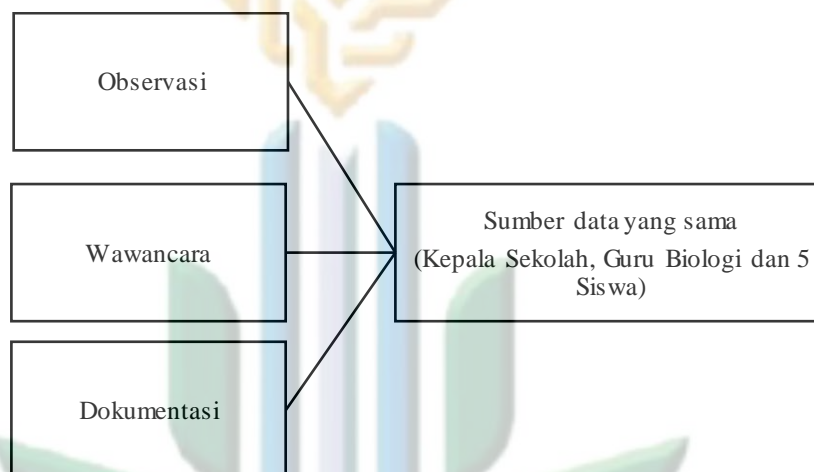 Observasi
Wawancara
Dokumentasi
Sumber data yang sama
(Kepala Sekolah, Guru Biologi dan 5
Siswa)